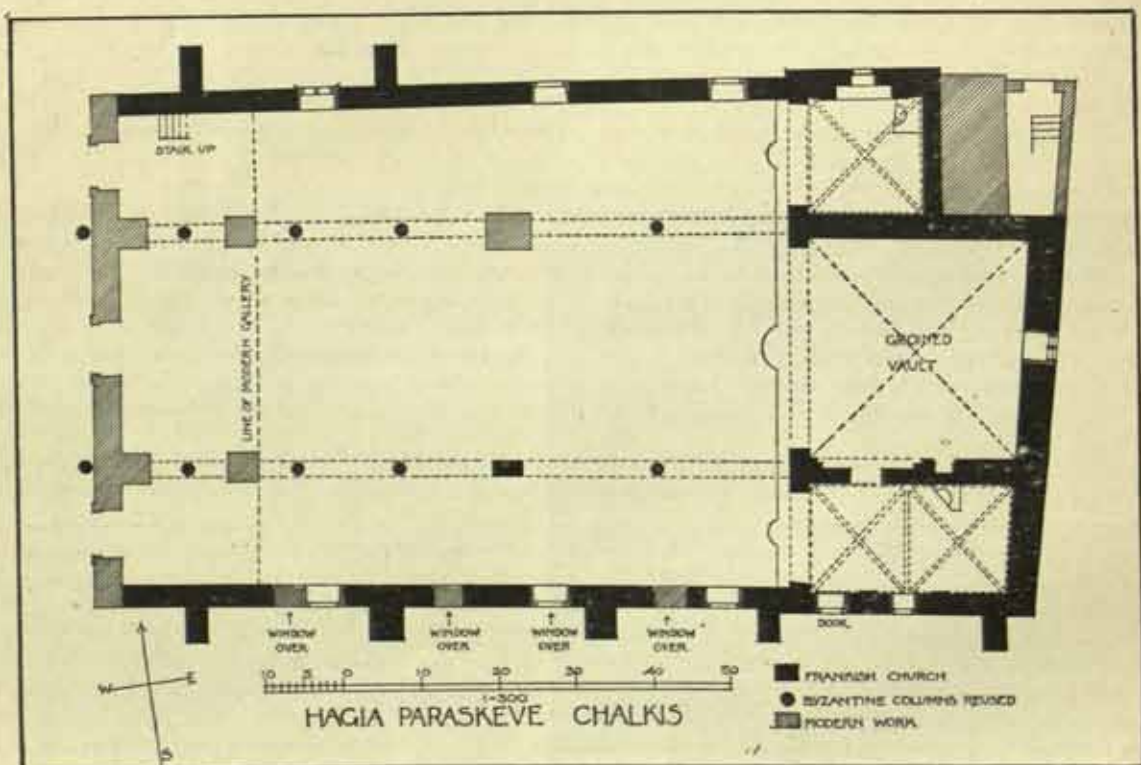 STAIR UP
LINE OF MODERN GALLERY
GROINED
VAULT
DOOR
WINDOW
OVER
WINDOW
OVER
WINDOW
OVER
WINDOW
OVER.
W E
S
10 5 0 10 20 30 40 50
1-300
HAGIA PARASKEVE CHALKIS
FRANKISH CHURCH
BYZANTINE COLUMNS REUSED
MODERN WORK